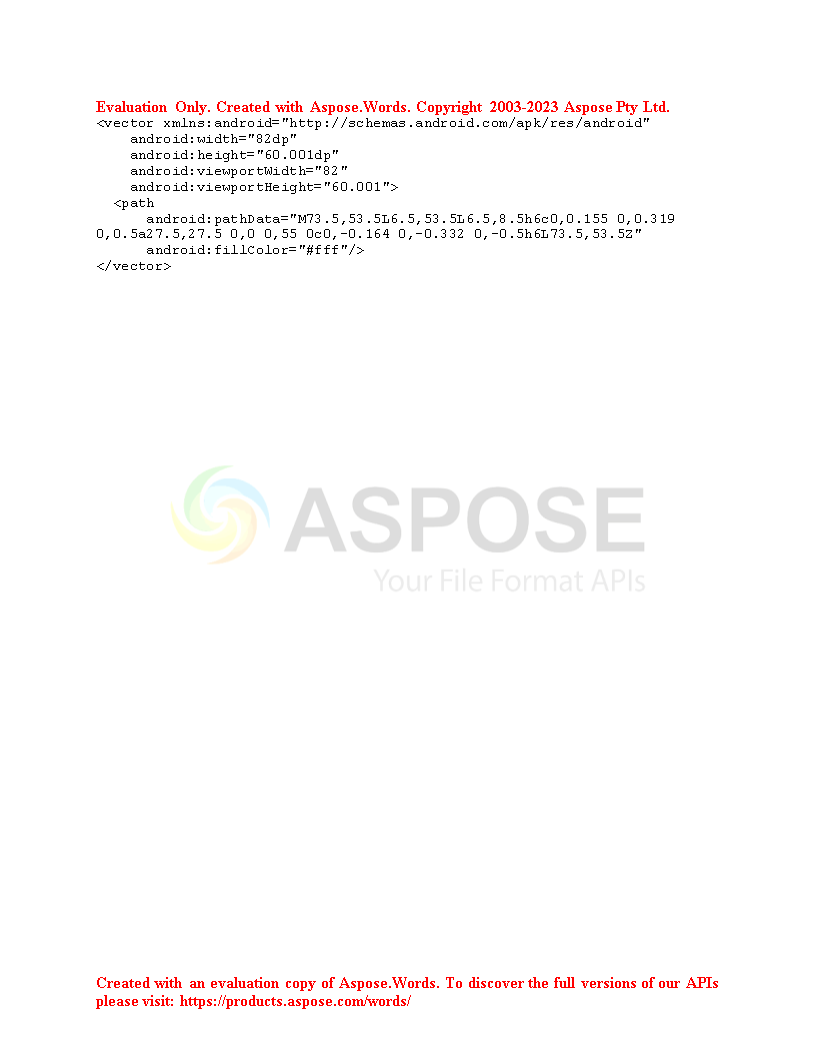 Evaluation Only. Created with Aspose.Words. Copyright 2003-2023 Aspose Pty Ltd.
<vector xmlns:android="http://schemas.android.com/apk/res/android"
    android:width="82dp"
    android:height="60.001dp"
    android:viewportWidth="82"
    android:viewportHeight="60.001">
  <path
      android:pathData="M73.5,53.5L6.5,53.5L6.5,8.5h6c0,0.155 0,0.319
0,0.5a27.5,27.5 0,0 0,55 0c0,-0.164 0,-0.332 0,-0.5h6L73.5,53.5Z"
      android:fillColor="#fff"/>
</vector>
ASPOSE
Your File Format APIs
Created with an evaluation copy of Aspose.Words. To discover the full versions of our APIs
please visit: https://products.aspose.com/words/